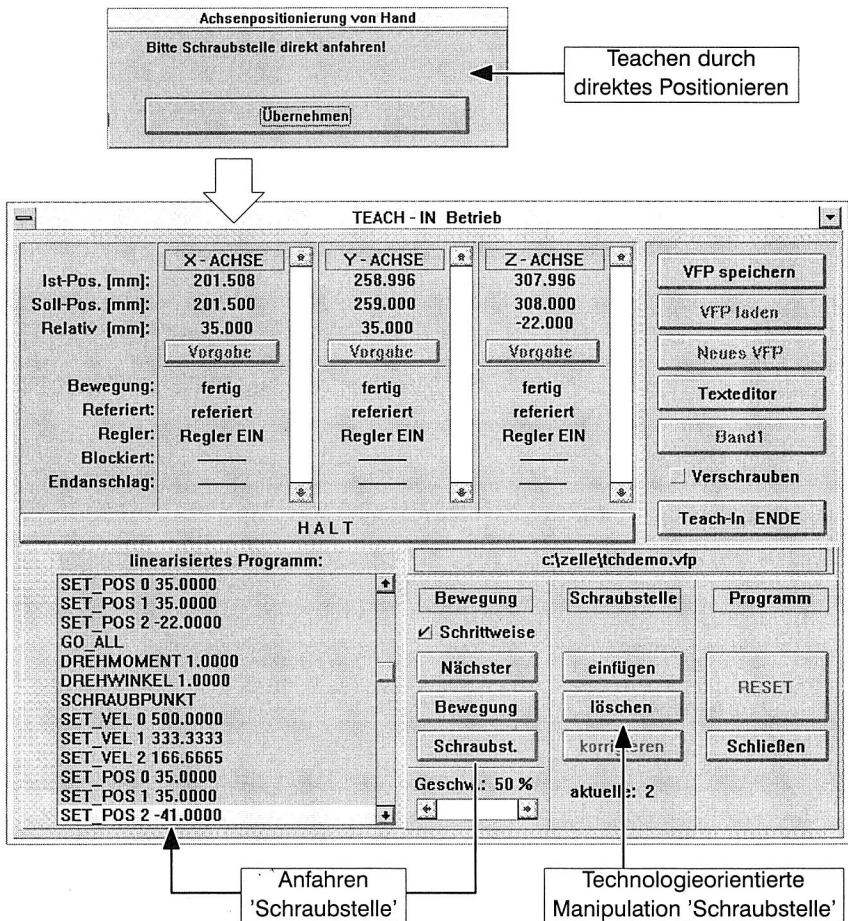 Achsenpositionierung von Hand
Bitte Schraubstelle direkt anfahren!
Übernehmen
Teachen durch
direktes Positionieren
TEACH - IN Betrieb
X - ACHSE Y - ACHSE Z - ACHSE
Ist-Pos. [mm]: 201.508 258.996 307.996
Soll-Pos. [mm]: 201.500 259.000 308.000
Relativ [mm]: 35.000 35.000 -22.000
Vorgabe Vorgabe Vorgabe
Bewegung: fertig fertig fertig
Referiert: referiert referiert referiert
Regler: Regler EIN Regler EIN Regler EIN
Blockiert:
Endanschlag:
VFP speichern
VFP laden
Neues VFP
Texteditor
Band1
Verschrauben
Teach-In ENDE
HALT
linearisiertes Programm:
SET_POS 0 35.0000
SET_POS 1 35.0000
SET_POS 2 -22.0000
GO_ALL
DREHMOMENT 1.0000
DREHWINKEL 1.0000
SCHRAUBPUNKT
SET_VEL 0 500.0000
SET_VEL 1 333.3333
SET_VEL 2 166.6665
SET_POS 0 35.0000
SET_POS 1 35.0000
SET_POS 2 -41.0000
c:\zelle\tchdemo.vfp
Bewegung
Schrittweise
Nächster
Bewegung
Schraubst.
Geschw.: 50 %
Schraubstelle
einfügen
löschen
korrigieren
aktuelle: 2
Programm
RESET
Schließen
Anfahren
'Schraubstelle'
Technologieorientierte
Manipulation 'Schraubstelle'